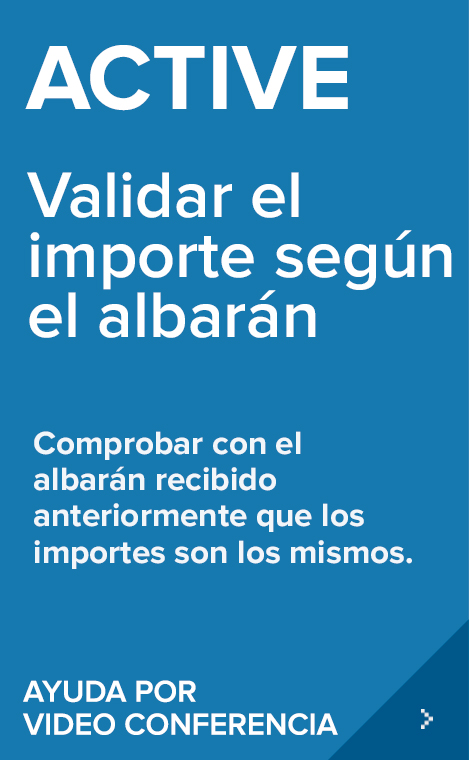 ACTIVE
Validar el
importe según
el albarán
Comprobar con el
albarán recibido
anteriormente que los
importes son los mismos.
AYUDA POR
VIDEO CONFERENCIA